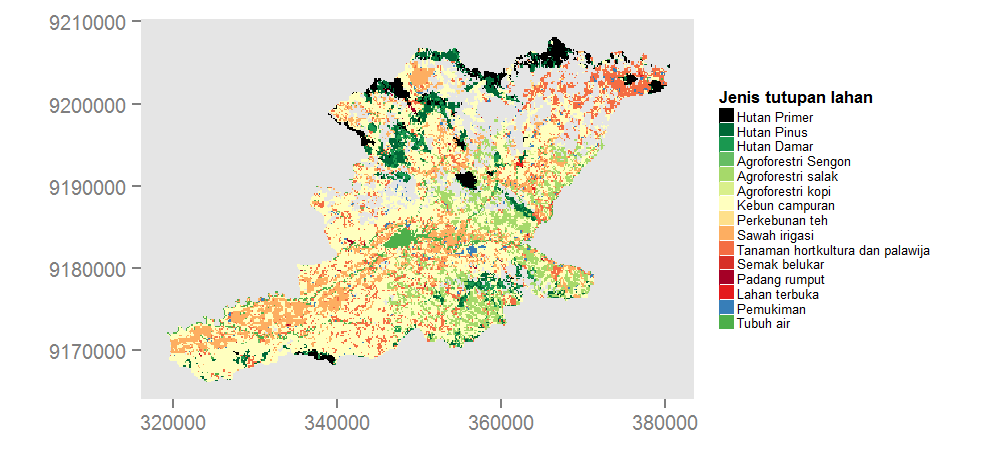 9210000
9200000
9190000
9180000
9170000
320000
340000
360000
380000
Jenis tutupan lahan
Hutan Primer
Hutan Pinus
Hutan Damar
Agroforestri Sengon
Agroforestri salak
Agroforestri kopi
Kebun campuran
Perkebunan teh
Sawah irigasi
Tanaman hortkultura dan palawija
Semak belukar
Padang rumput
Lahan terbuka
Pemukiman
Tubuh air